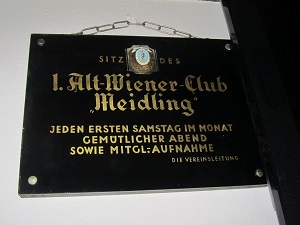 SITZ DES
1. Alt-Wiener-Club
"Meidling"
JEDEN ERSTEN SAMSTAG IM MONAT
GEMÜTLICHER ABEND
SOWIE MITGL.-AUFNAHME
DIE VEREINSLEITUNG